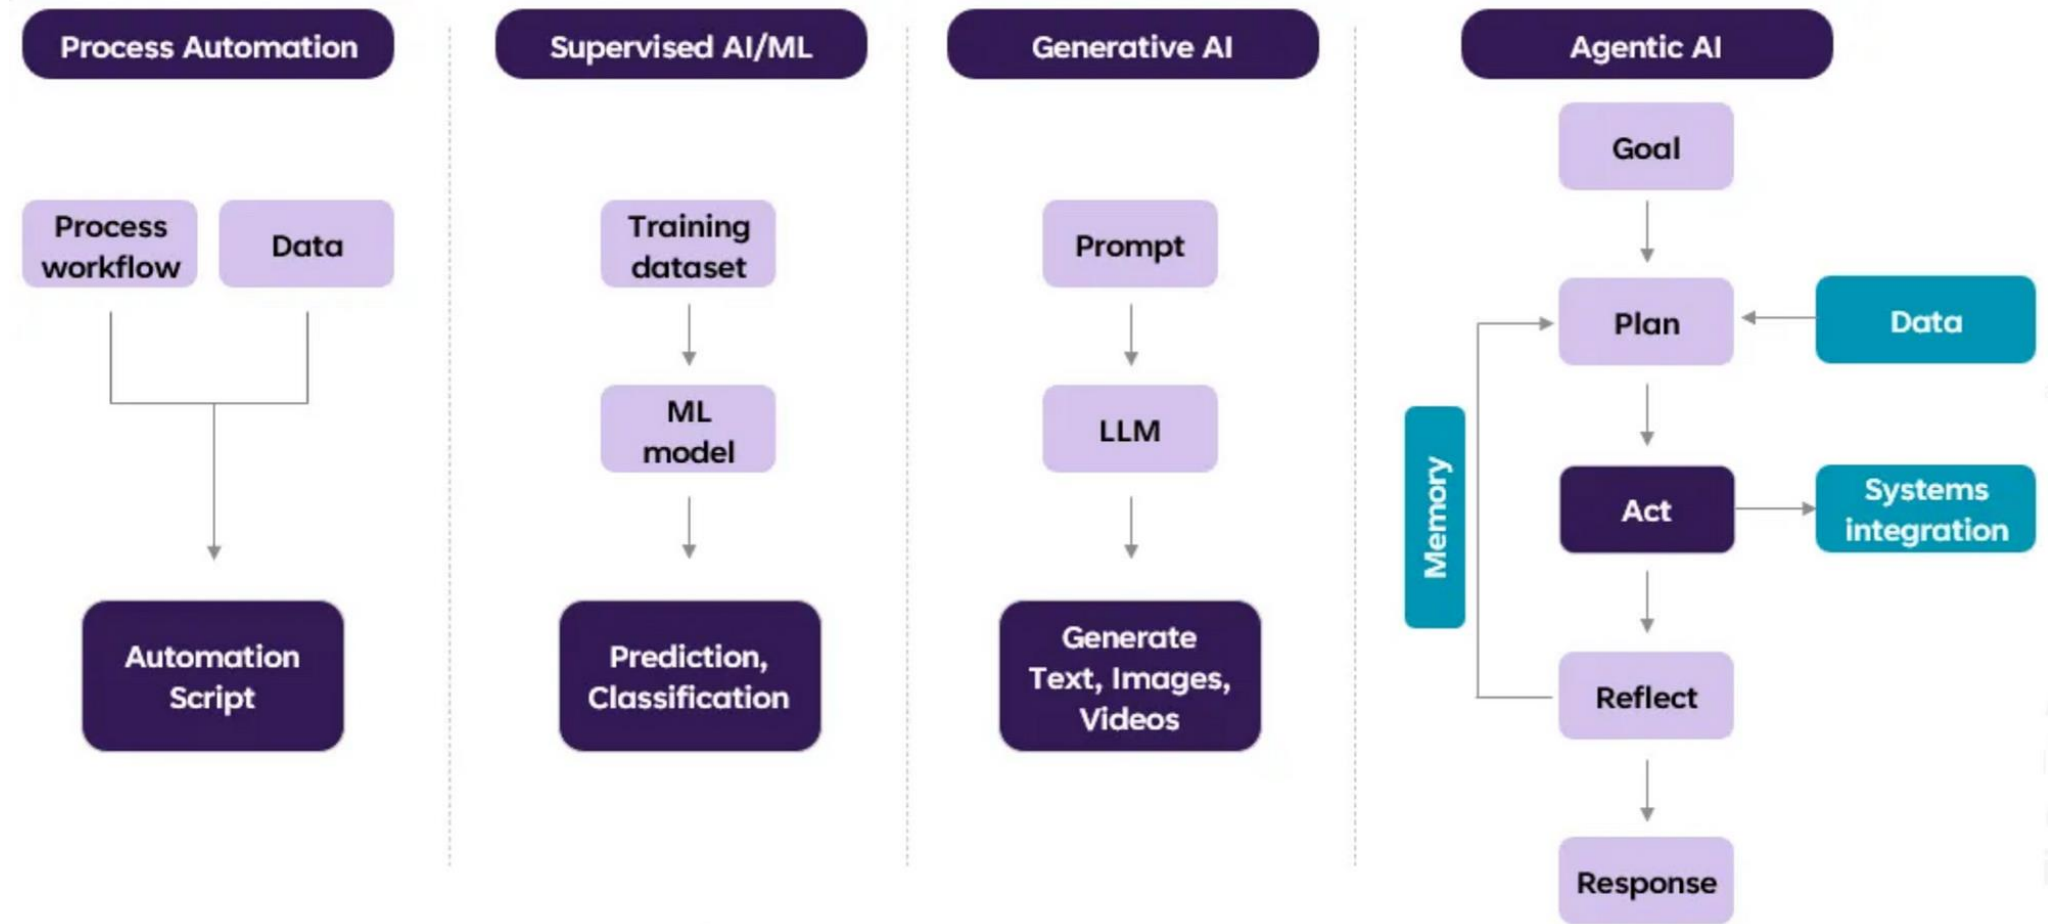 Process Automation
Process
workflow
Data
Automation
Script
Supervised AI/ML
Training
dataset
ML
model
Prediction,
Classification
Generative AI
Prompt
LLM
Generate
Text, Images,
Videos
Agentic AI
Goal
Plan
Data
Memory
Act
Systems
integration
Reflect
Response